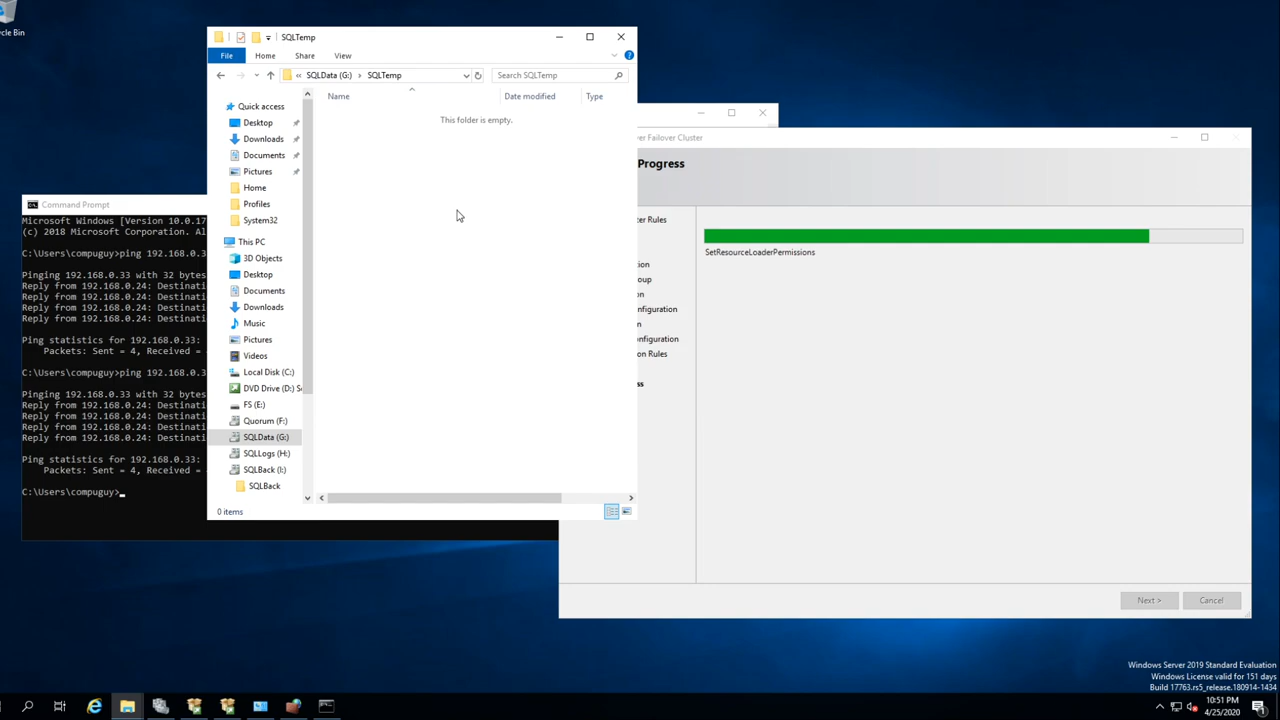 cle Bin
SQLTemp
File Home Share View
« SQLData (G:) > SQLTemp
Search SQLTemp
Name Date modified Type
This folder is empty.
Quick access
Desktop
Downloads
Documents
Pictures
Home
Profiles
System32
This PC
3D Objects
Desktop
Documents
Downloads
Music
Pictures
Videos
Local Disk (C:)
DVD Drive (D:) S
FS (E:)
Quorum (F:)
SQLData (G:)
SQLLogs (H:)
SQLBack (I:)
SQLBack
0 items
Command Prompt
Microsoft Windows [Version 10.0.17
(c) 2018 Microsoft Corporation. Al
C:\Users\compuguy>ping 192.168.0.3
Pinging 192.168.0.33 with 32 bytes
Reply from 192.168.0.24: Destinati
Reply from 192.168.0.24: Destinati
Reply from 192.168.0.24: Destinati
Reply from 192.168.0.24: Destinati
Ping statistics for 192.168.0.33:
Packets: Sent = 4, Received =
C:\Users\compuguy>ping 192.168.0.3
Pinging 192.168.0.33 with 32 bytes
Reply from 192.168.0.24: Destinati
Reply from 192.168.0.24: Destinati
Reply from 192.168.0.24: Destinati
Reply from 192.168.0.24: Destinati
Ping statistics for 192.168.0.33:
Packets: Sent = 4, Received =
C:\Users\compuguy>_
ver Failover Cluster
Progress
ter Rules
tion
oup
on
nfiguration
m
nfiguration
on Rules
ss
SetResourceLoaderPermissions
Next > Cancel
Windows Server 2019 Standard Evaluation
Windows License valid for 151 days
Build 17763.rs5_release.180914-1434
10:51 PM
4/25/2020
1